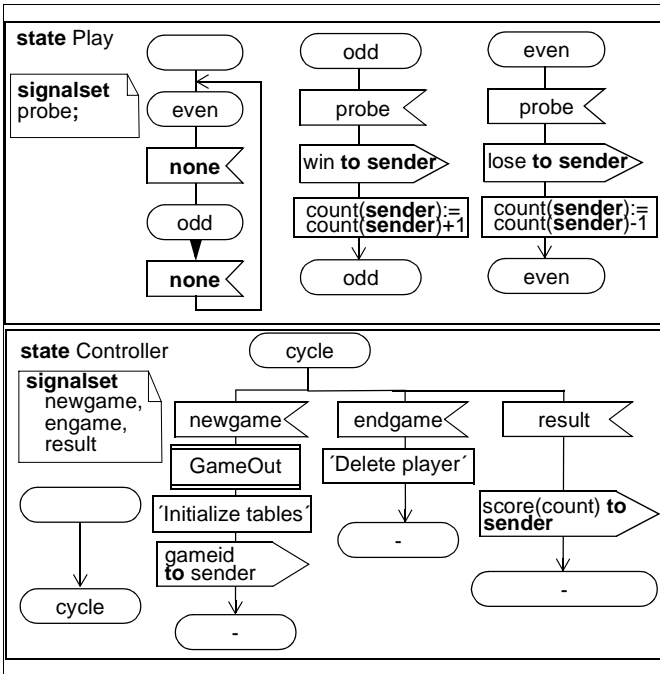 state Play
signalset
probe;
even
none
odd
none
odd
probe
win to sender
count(sender):=
count(sender)+1
odd
even
probe
lose to sender
count(sender):=
count(sender)-1
even
state Controller
signalset
newgame,
engame,
result
cycle
cycle
newgame
GameOut
´Initialize tables´
gameid
to sender
-
endgame
´Delete player´
-
result
score(count) to
sender
-